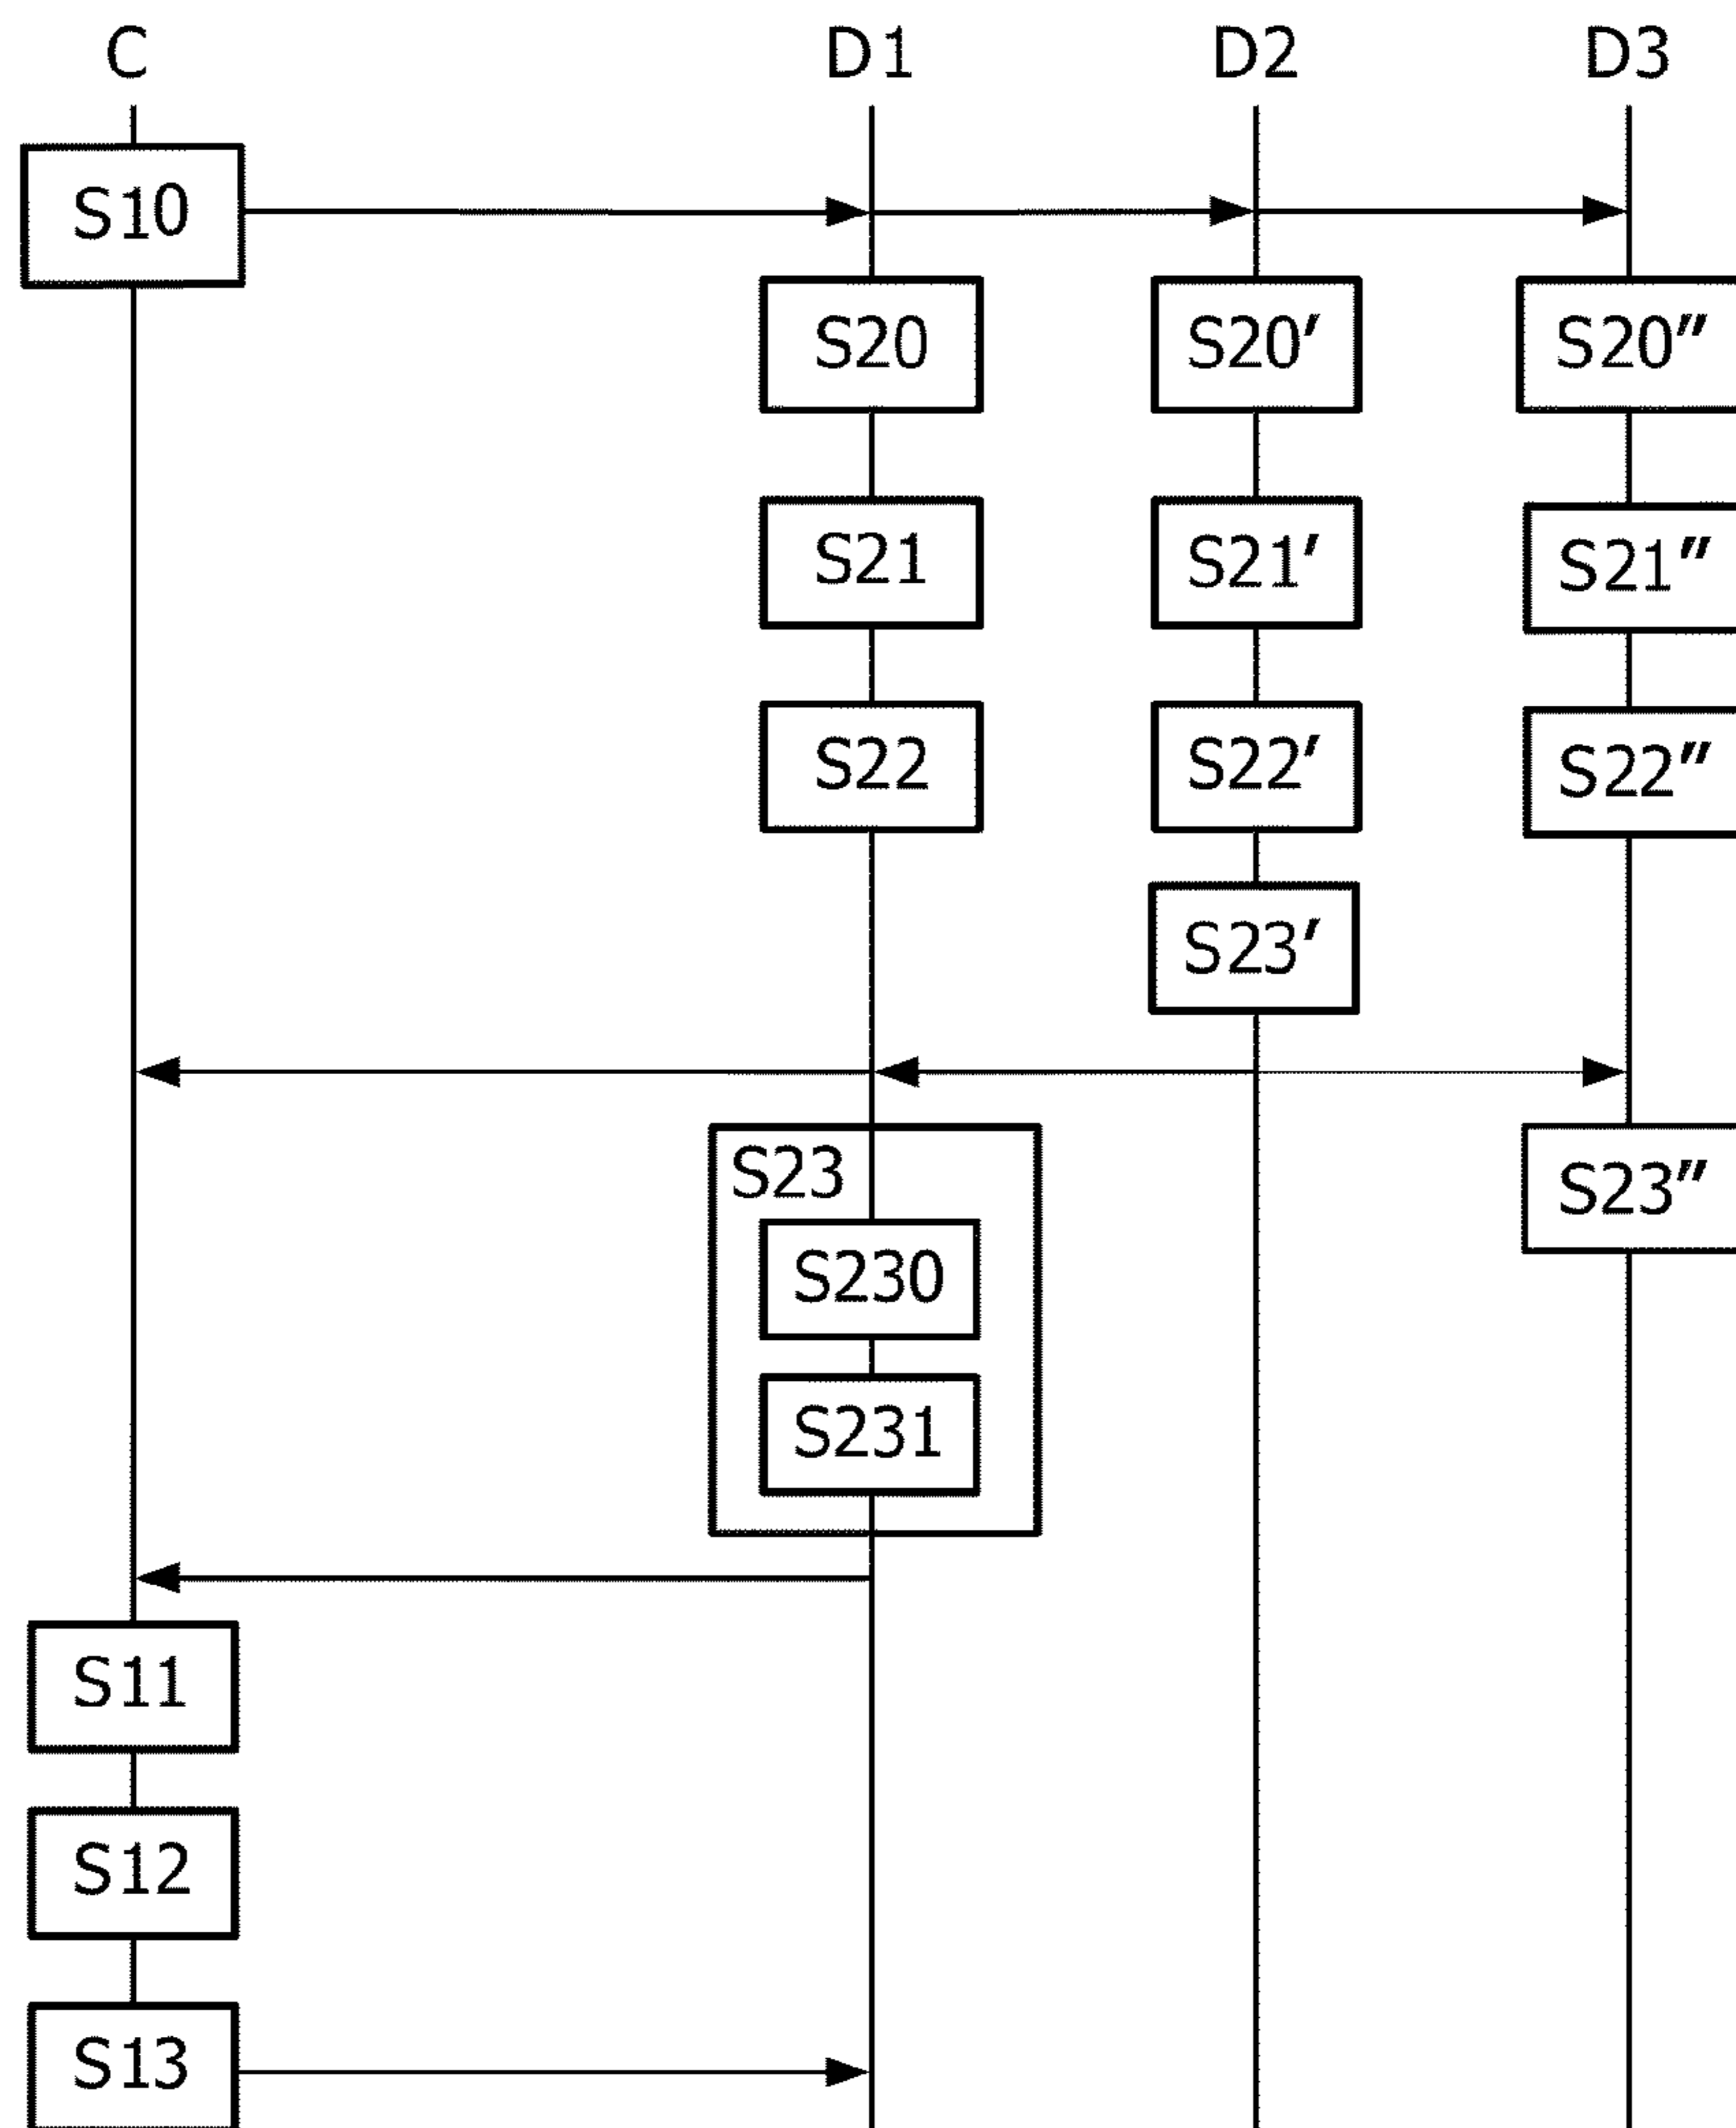 C D1 D2 D3
S10
S20 S20′ S20″
S21 S21′ S21″
S22 S22′ S22″
S23′
S23 S23″
S230
S231
S11
S12
S13